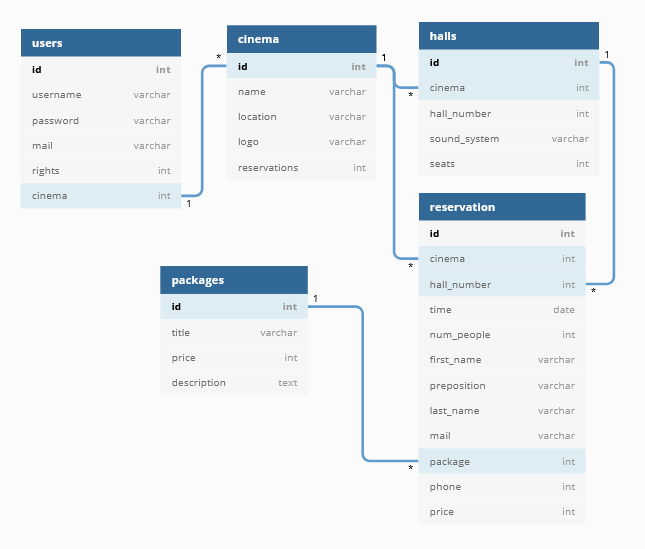 users
id int
username varchar
password varchar
mail varchar
rights int
cinema int
1
*
cinema
id int
name varchar
location varchar
logo varchar
reservations int
1
*
*
halls
id int
cinema int
hall_number int
sound_system varchar
seats int
1
*
packages
id int
title varchar
price int
description text
1
*
reservation
id int
cinema int
hall_number int
time date
num_people int
first_name varchar
preposition varchar
last_name varchar
mail varchar
package int
phone int
price int